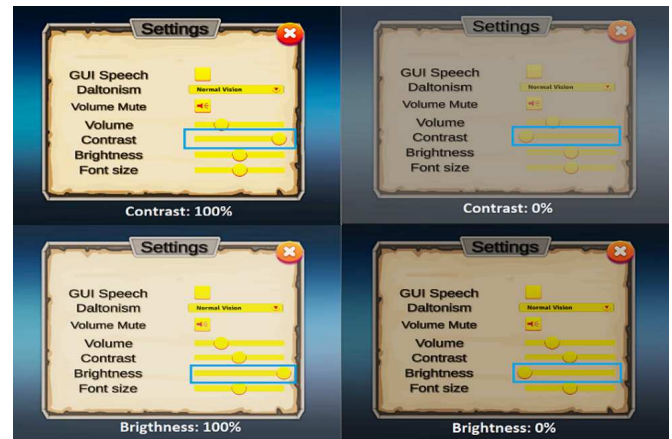 Settings
GUI Speech
Daltonism Normal Vision
Volume Mute
Volume
Contrast
Brightness
Font size
Contrast: 100%
Settings
GUI Speech
Daltonism Normal Vision
Volume Mute
Volume
Contrast
Brightness
Font size
Contrast: 0%
Settings
GUI Speech
Daltonism Normal Vision
Volume Mute
Volume
Contrast
Brightness
Font size
Brigthness: 100%
Settings
GUI Speech
Daltonism Normal Vision
Volume Mute
Volume
Contrast
Brightness
Font size
Brightness: 0%